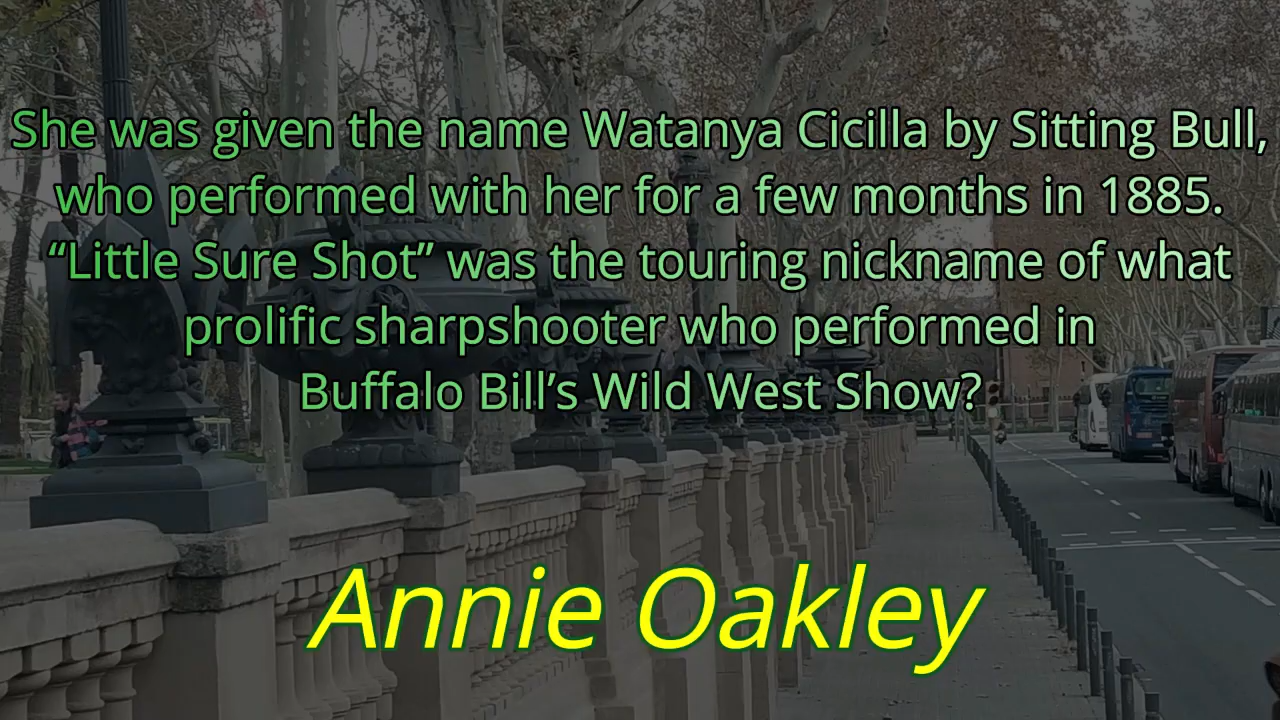 She was given the name Watanya Cicilla by Sitting Bull,
who performed with her for a few months in 1885.
“Little Sure Shot” was the touring nickname of what
prolific sharpshooter who performed in
Buffalo Bill’s Wild West Show?
Annie Oakley